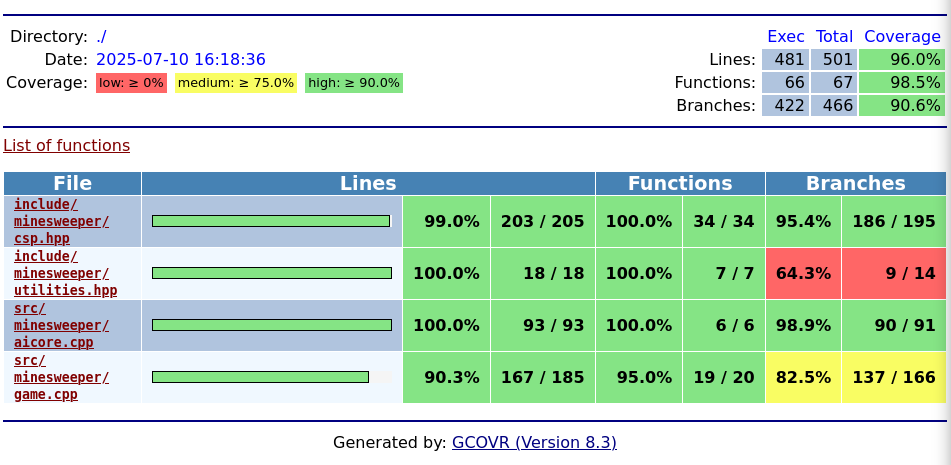 Exec Total Coverage
Directory: ./
Date: 2025-07-10 16:18:36
Coverage: low: ≥ 0% medium: ≥ 75.0% high: ≥ 90.0%
Lines: 481 501 96.0%
Functions: 66 67 98.5%
Branches: 422 466 90.6%
List of functions
File Lines Functions Branches
include/
minesweeper/
csp.hpp
99.0% 203 / 205 100.0% 34 / 34 95.4% 186 / 195
include/
minesweeper/
utilities.hpp
100.0% 18 / 18 100.0% 7 / 7 64.3% 9 / 14
src/
minesweeper/
aicore.cpp
100.0% 93 / 93 100.0% 6 / 6 98.9% 90 / 91
src/
minesweeper/
game.cpp
90.3% 167 / 185 95.0% 19 / 20 82.5% 137 / 166
Generated by: GCOVR (Version 8.3)